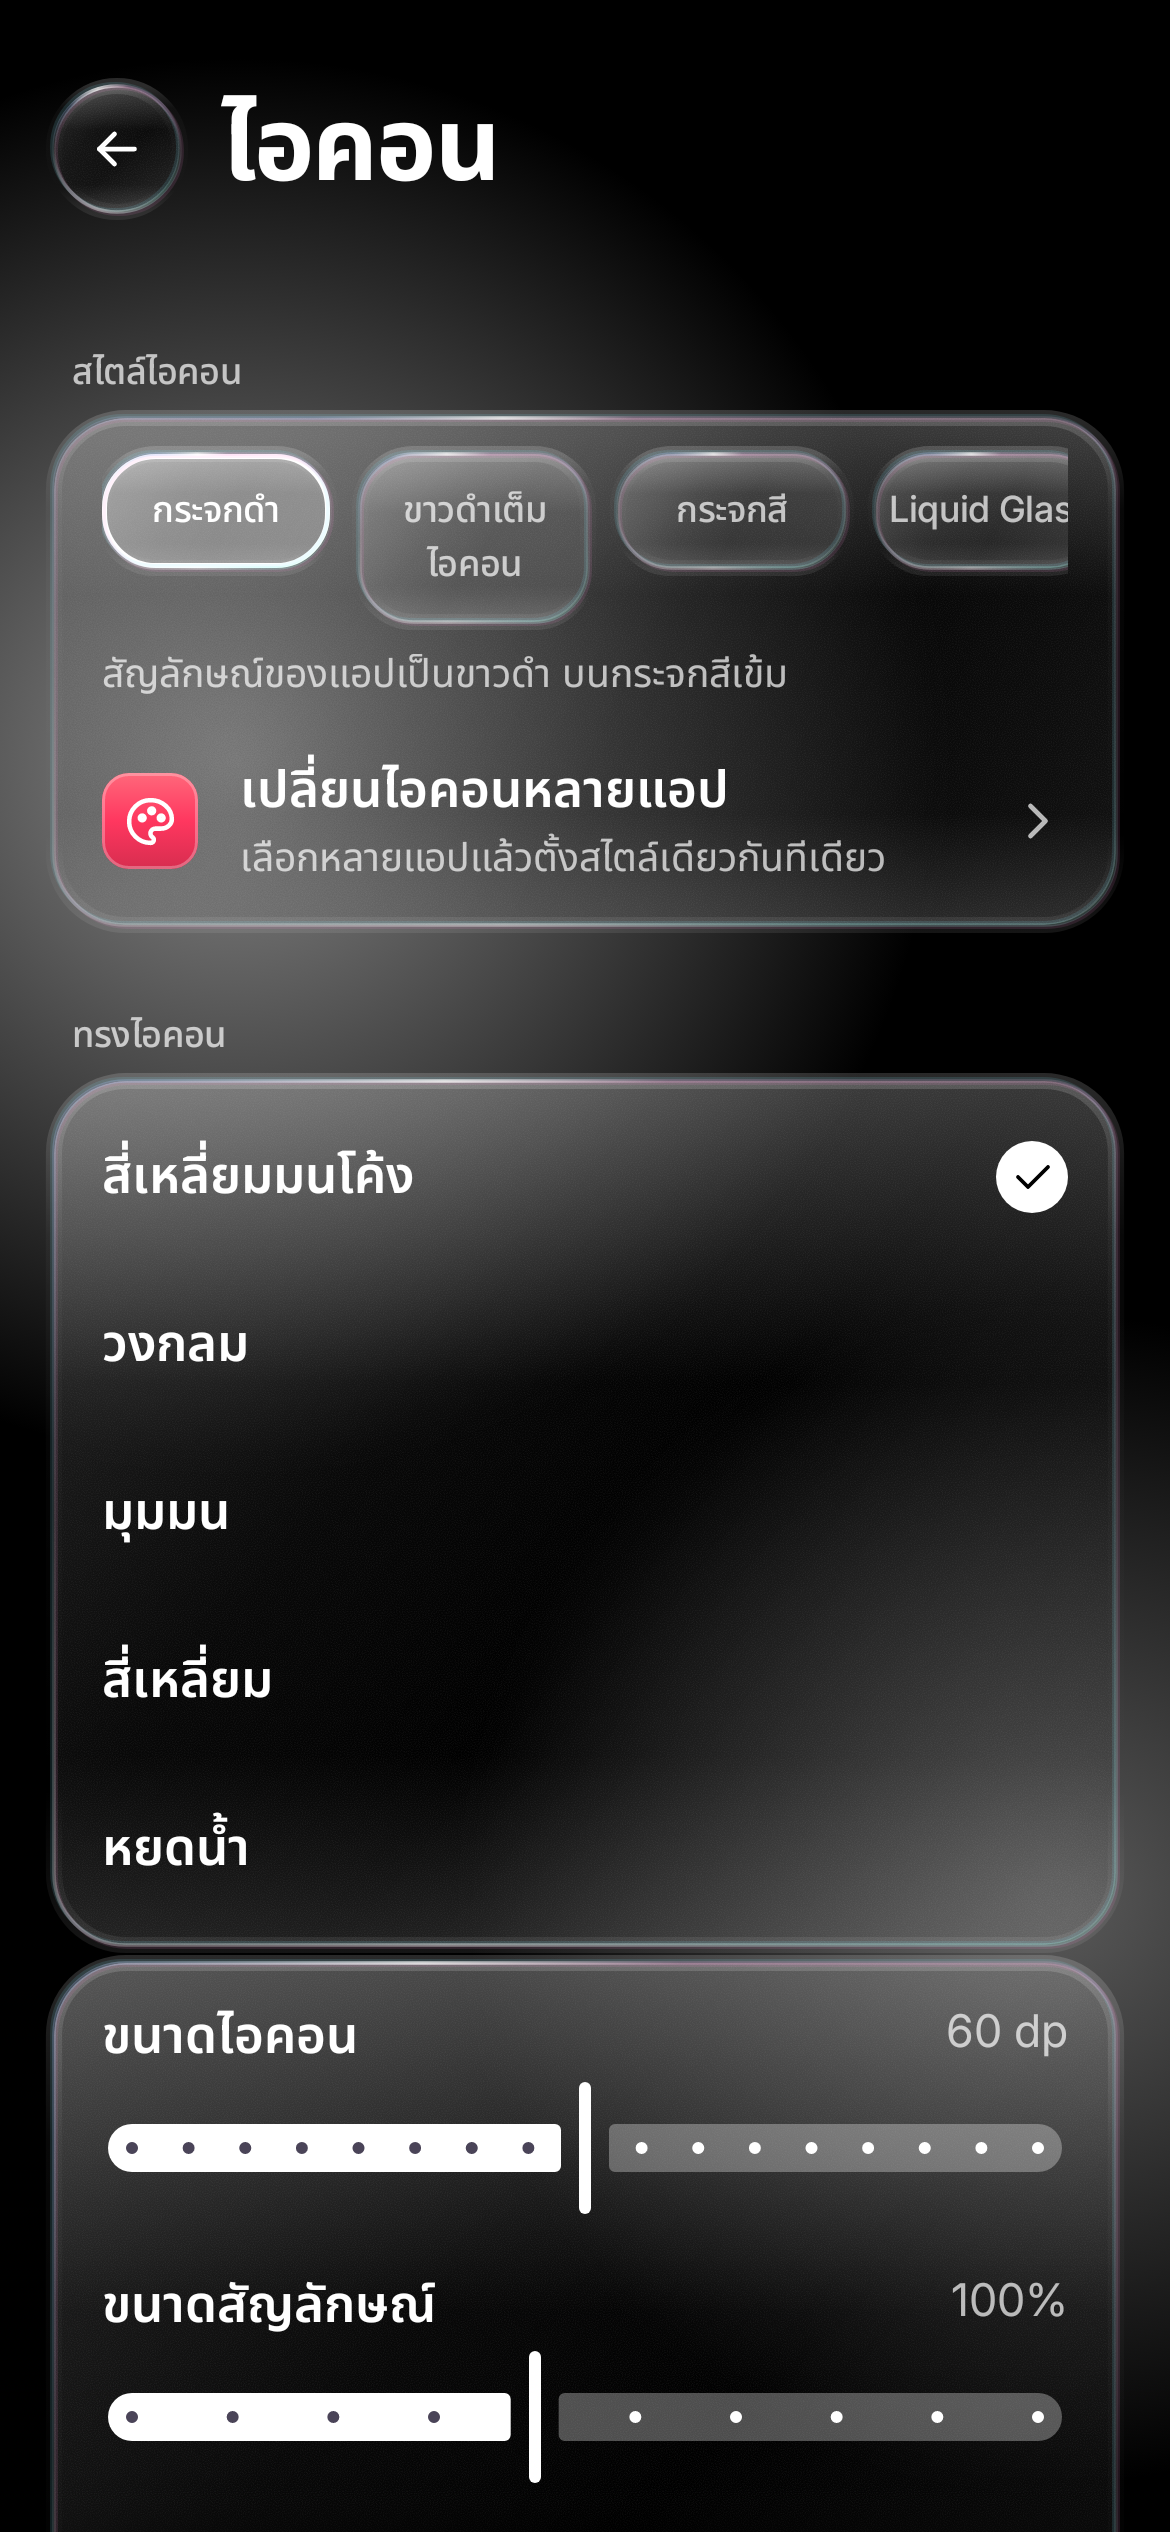 ไอคอน
สไตล์ไอคอน
กระจกดำ
ขาวดำเต็ม
ไอคอน
กระจกสี
Liquid Glas
สัญลักษณ์ของแอปเป็นขาวดำ บนกระจกสีเข้ม
เปลี่ยนไอคอนหลายแอป
เลือกหลายแอปแล้วตั้งสไตล์เดียวกันทีเดียว
ทรงไอคอน
สี่เหลี่ยมมนโค้ง
วงกลม
มุมมน
สี่เหลี่ยม
หยดน้ำ
ขนาดไอคอน 60 dp
ขนาดสัญลักษณ์ 100%